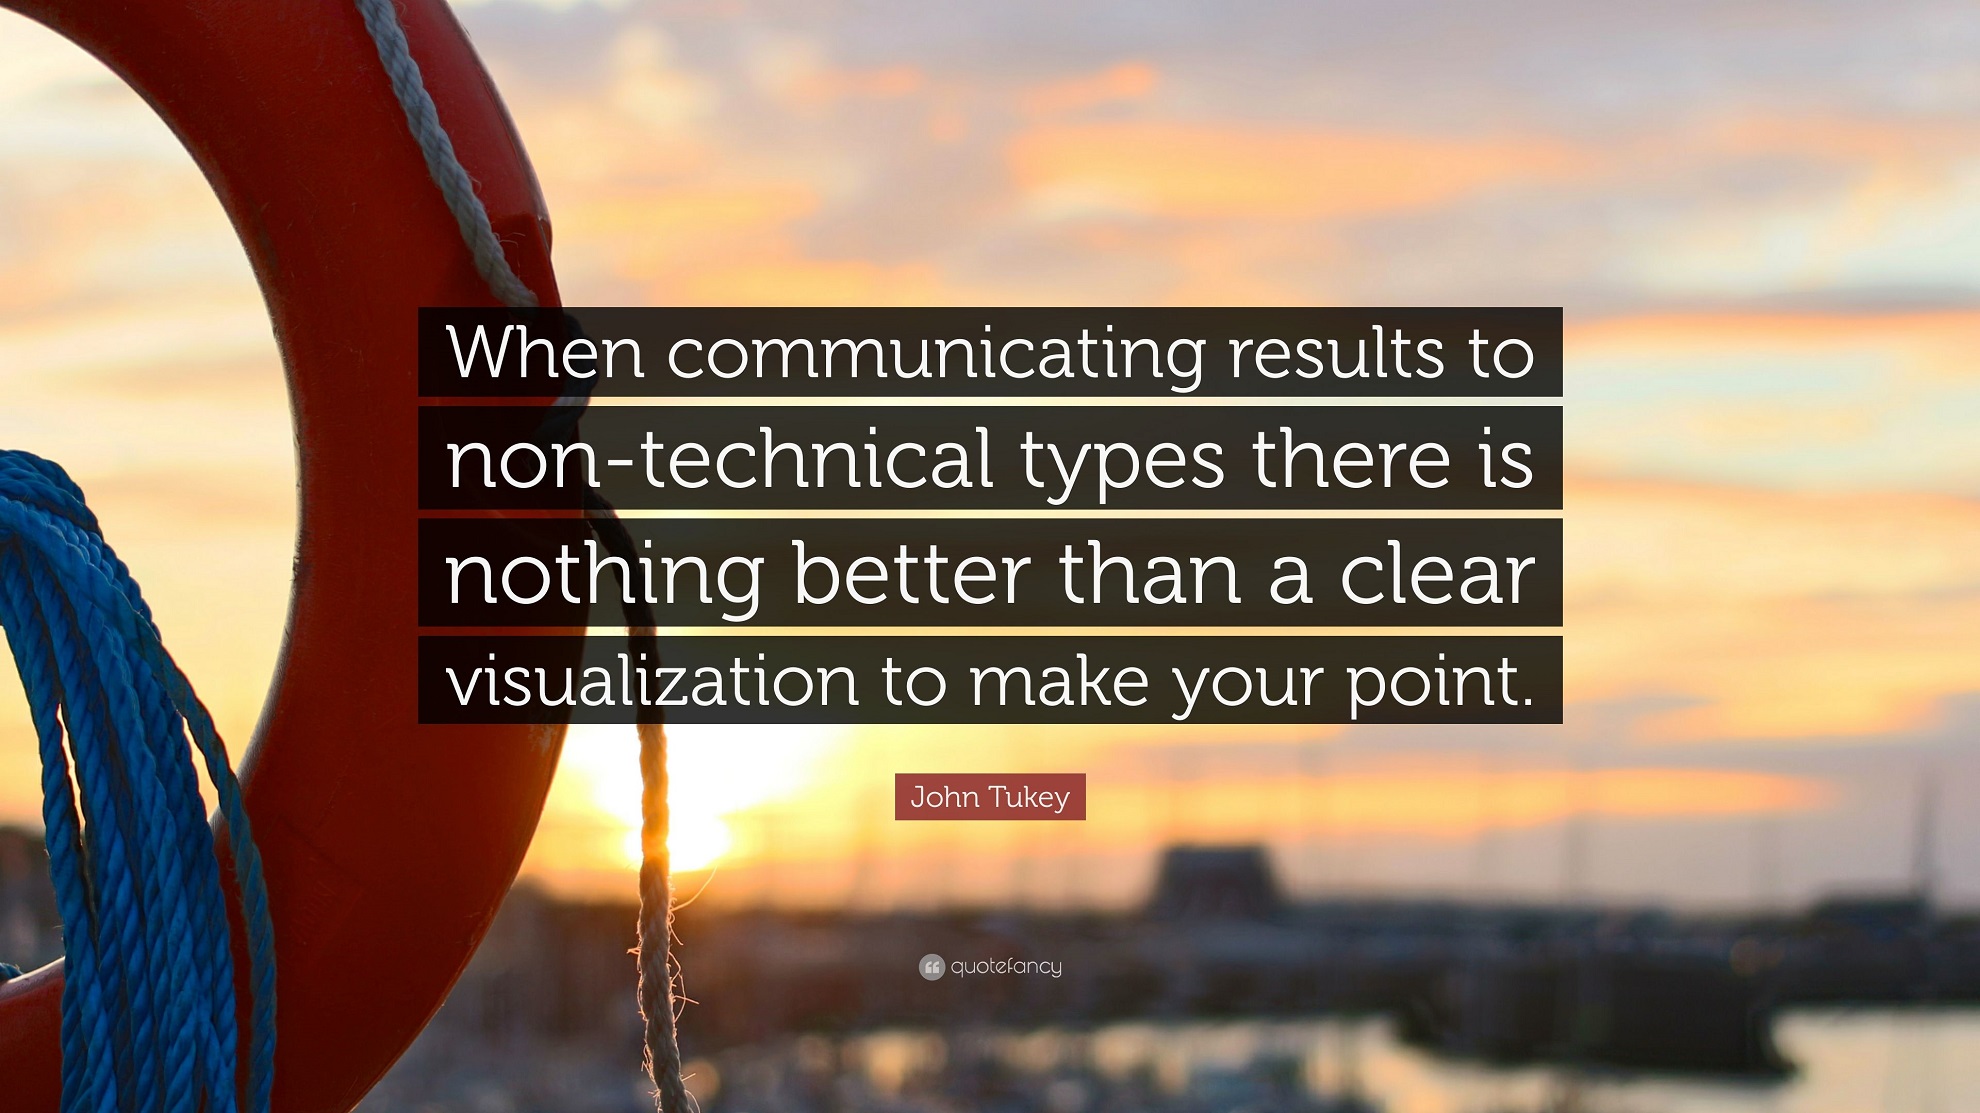 When communicating results to
non-technical types there is
nothing better than a clear
visualization to make your point.
John Tukey
quotefancy